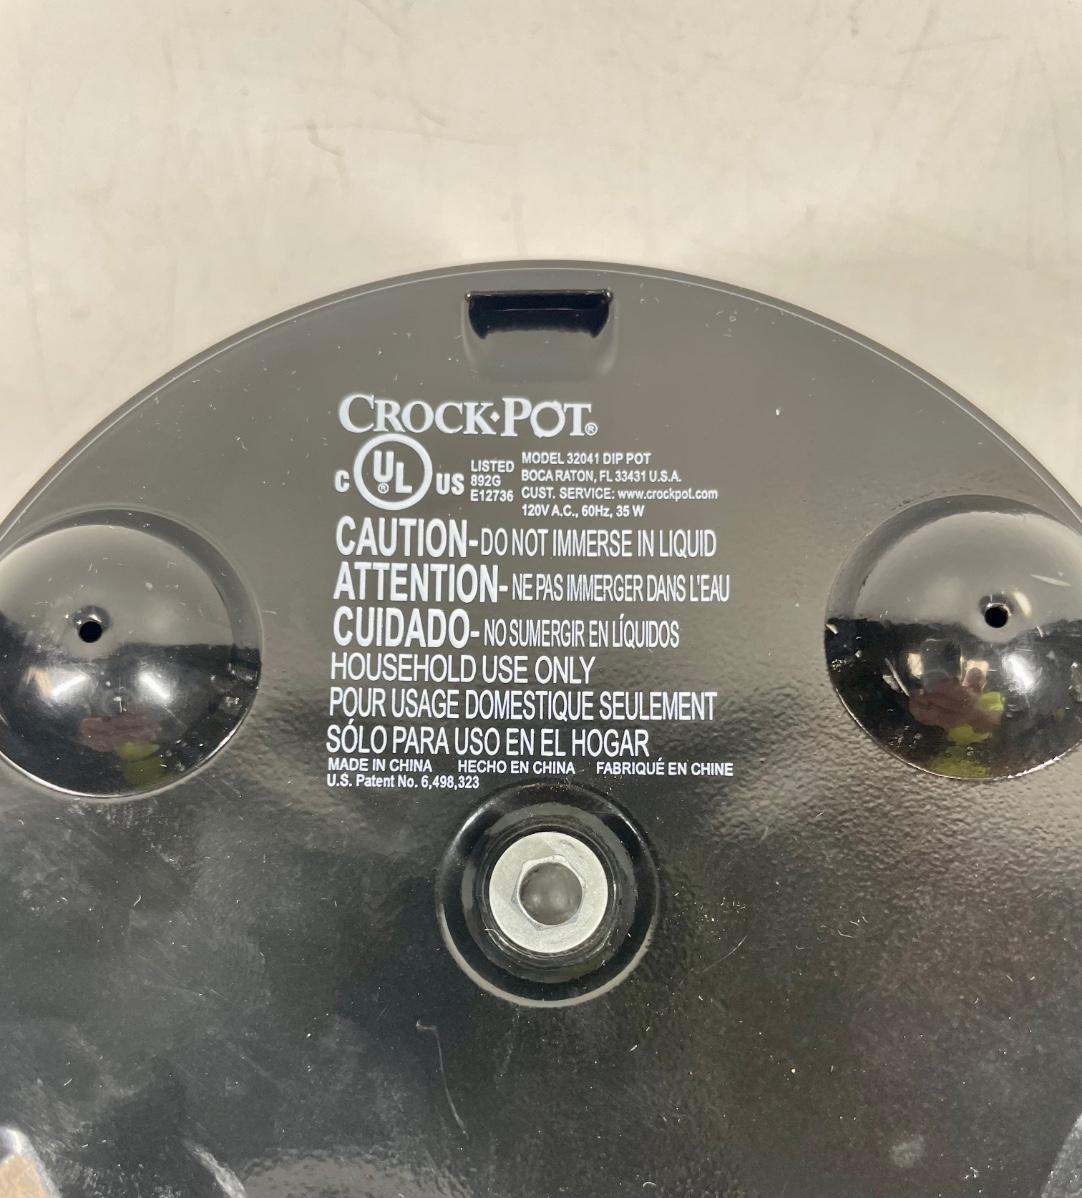 CROCK·POT®
C UL® US LISTED 892G E12736
MODEL 32041 DIP POT
BOCA RATON, FL 33431 U.S.A.
CUST. SERVICE: www.crockpot.com
120V A.C., 60Hz, 35 W
CAUTION-DO NOT IMMERSE IN LIQUID
ATTENTION-NE PAS IMMERGER DANS L'EAU
CUIDADO-NO SUMERGIR EN LÍQUIDOS
HOUSEHOLD USE ONLY
POUR USAGE DOMESTIQUE SEULEMENT
SÓLO PARA USO EN EL HOGAR
MADE IN CHINA HECHO EN CHINA FABRIQUÉ EN CHINE
U.S. Patent No. 6,498,323